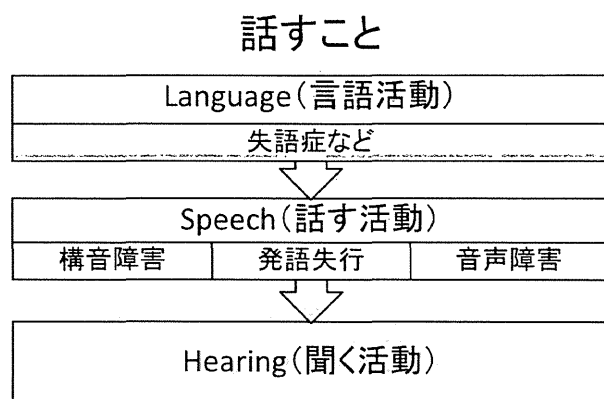 話すこと
Language(言語活動)
失語症など
Speech(話す活動)
構音障害 発語失行 音声障害
Hearing(聞く活動)